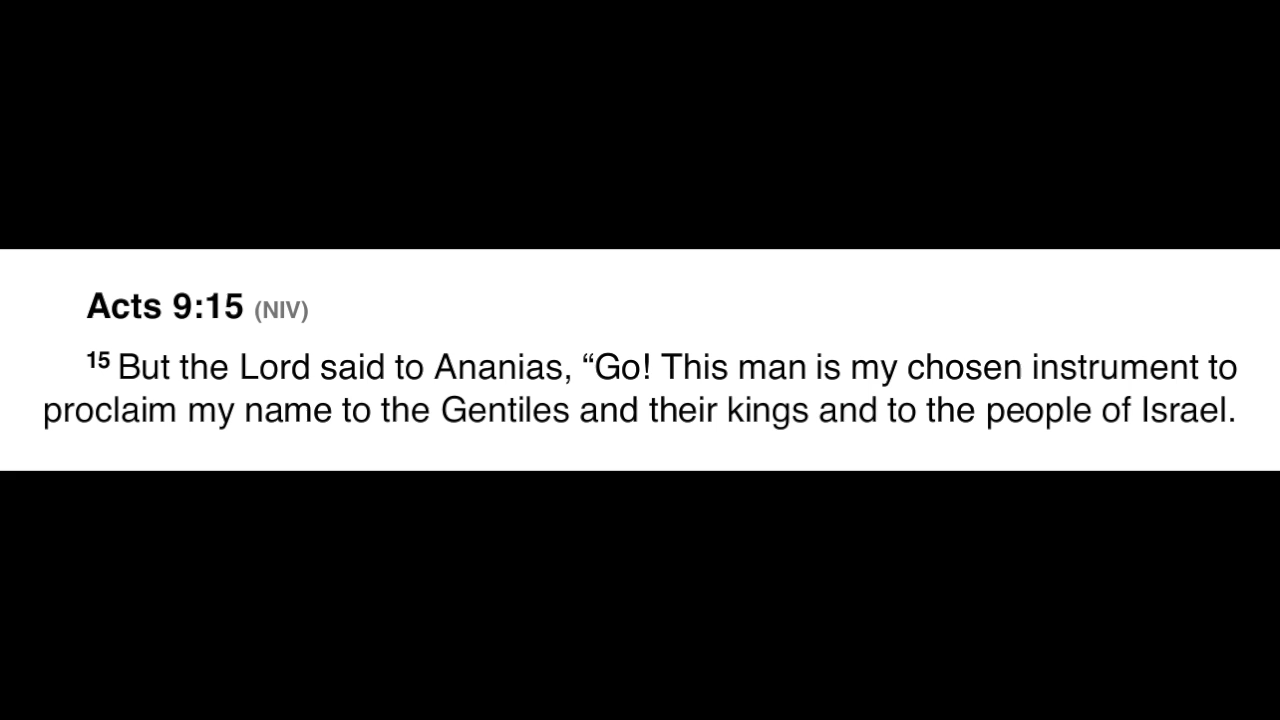 Acts 9:15 (NIV)
15 But the Lord said to Ananias, “Go! This man is my chosen instrument to
proclaim my name to the Gentiles and their kings and to the people of Israel.